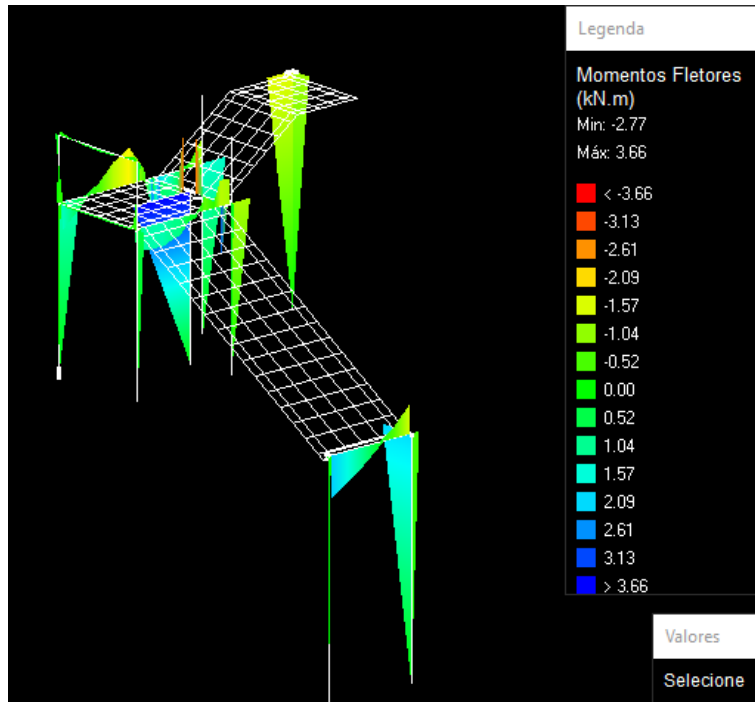 Legenda
Momentos Fletores
(kN.m)
Min: -2.77
Máx: 3.66
< -3.66
-3.13
-2.61
-2.09
-1.57
-1.04
-0.52
0.00
0.52
1.04
1.57
2.09
2.61
3.13
> 3.66
Valores
Selecione